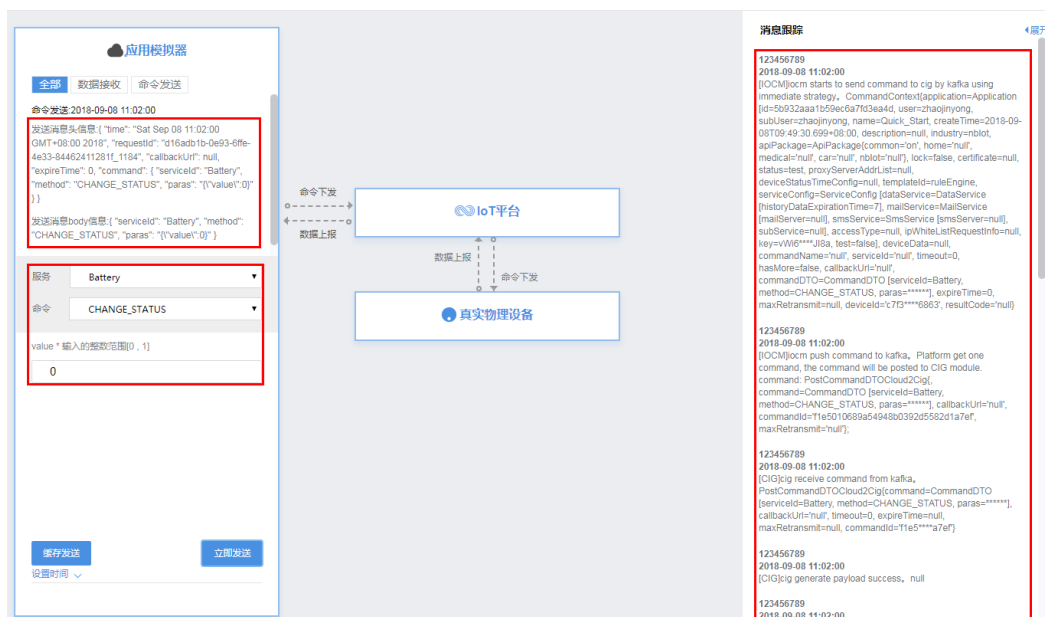 应用模拟器
全部 数据接收 命令发送
命令发送:2018-09-08 11:02:00
发送消息头信息:{ "time": "Sat Sep 08 11:02:00
GMT+08:00 2018", "requestId": "d16adb1b-0e93-6ffe-
4e33-84462411281f_1184", "callbackUrl": null,
"expireTime": 0, "command": { "serviceId": "Battery",
"method": "CHANGE_STATUS", "paras": "{\"value\":0}"
} }
发送消息body信息:{ "serviceId": "Battery", "method":
"CHANGE_STATUS", "paras": "{\"value\":0}" }
服务 Battery
命令 CHANGE_STATUS
value * 输入的整数范围[0 , 1]
0
缓存发送 立即发送
设置时间
命令下发
数据上报
IoT平台
数据上报
命令下发
真实物理设备
消息跟踪 展开
123456789
2018-09-08 11:02:00
[IOCM]iocm starts to send command to cig by kafka using
immediate strategy。CommandContext{application=Application
[id=5b932aaa1b59ec6a7fd3ea4d, user=zhaojinyong,
subUser=zhaojinyong, name=Quick_Start, createTime=2018-09-
08T09:49:30.699+08:00, description=null, industry=nbIot,
apiPackage=ApiPackage{common='on', home='null',
medical='null', car='null', nbIot='null'}, lock=false, certificate=null,
status=test, proxyServerAddrList=null,
deviceStatusTimeConfig=null, templateId=ruleEngine,
serviceConfig=ServiceConfig [dataService=DataService
[historyDataExpirationTime=7], mailService=MailService
[mailServer=null], smsService=SmsService [smsServer=null],
subService=null], accessType=null, ipWhiteListRequestInfo=null,
key=vWi6****JI8a, test=false], deviceData=null,
commandName='null', serviceId='null', timeout=0,
hasMore=false, callbackUrl='null',
commandDTO=CommandDTO [serviceId=Battery,
method=CHANGE_STATUS, paras=******], expireTime=0,
maxRetransmit=null, deviceId='c7f3****6863', resultCode='null'}
123456789
2018-09-08 11:02:00
[IOCM]iocm push command to kafka。Platform get one
command, the command will be posted to CIG module.
command: PostCommandDTOCloud2Cig{,
command=CommandDTO [serviceId=Battery,
method=CHANGE_STATUS, paras=******], callbackUrl='null',
commandId='f1e5010689a54948b0392d5582d1a7ef',
maxRetransmit='null'};
123456789
2018-09-08 11:02:00
[CIG]cig receive command from kafka。
PostCommandDTOCloud2Cig{command=CommandDTO
[serviceId=Battery, method=CHANGE_STATUS, paras=******],
callbackUrl='null', timeout=0, expireTime=null,
maxRetransmit=null, commandId='f1e5****a7ef'}
123456789
2018-09-08 11:02:00
[CIG]cig generate payload success。null
123456789
2018-09-08 11:02:00